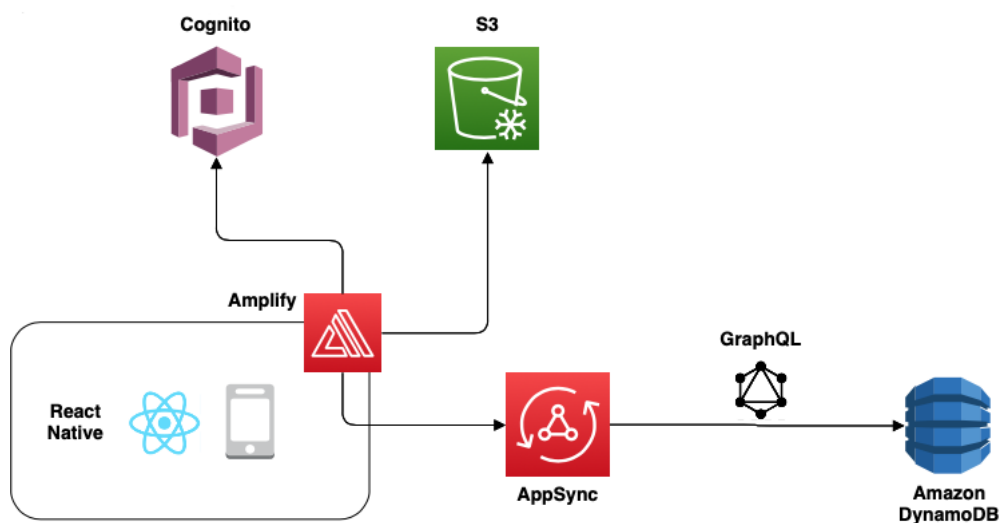 Cognito
S3
Amplify
GraphQL
React
Native
AppSync
Amazon
DynamoDB